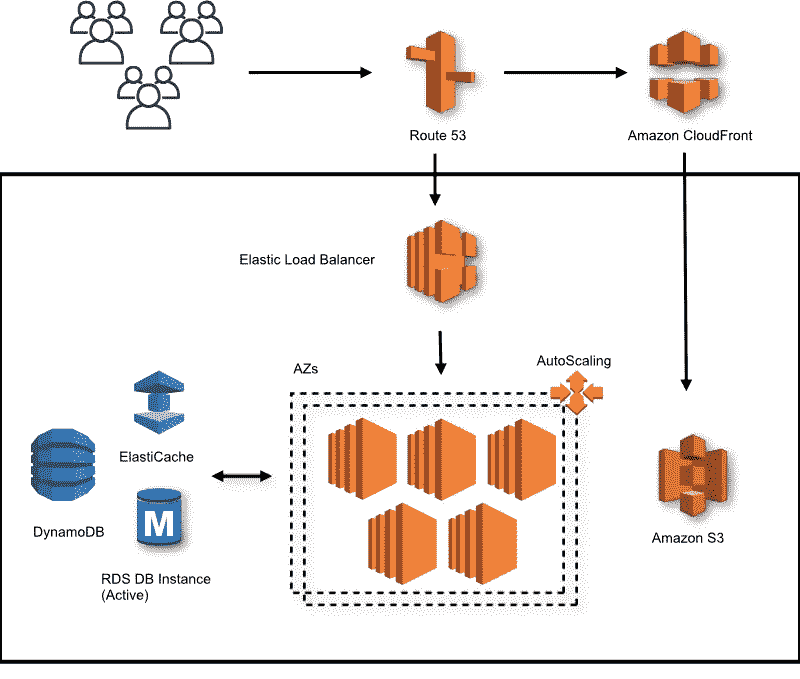 Route 53
Amazon CloudFront
Elastic Load Balancer
AZs
AutoScaling
ElastiCache
DynamoDB
M
RDS DB Instance
(Active)
Amazon S3